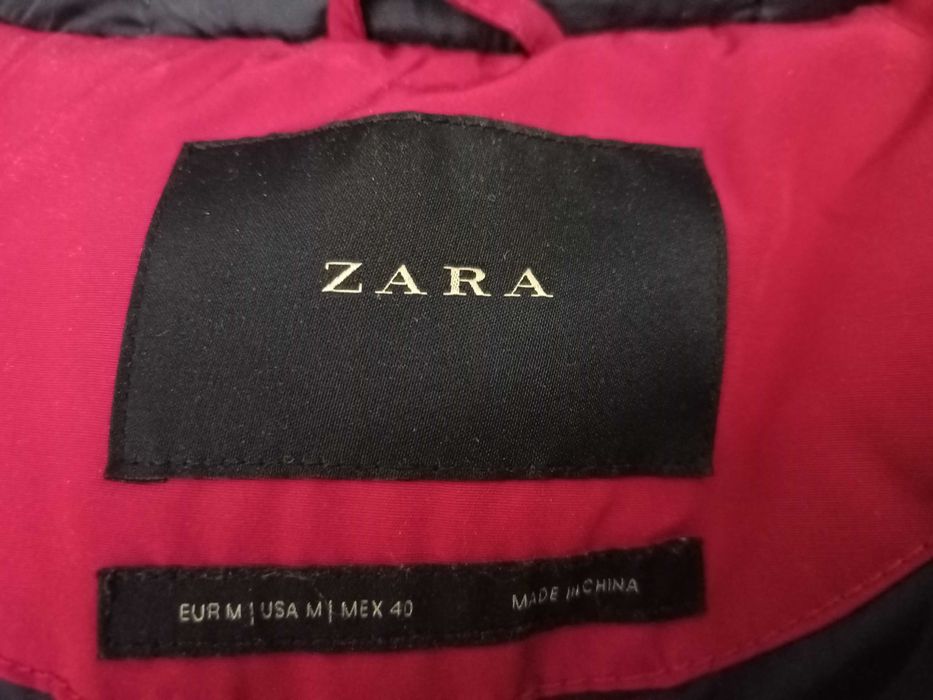 ZARA
EUR M | USA M | MEX 40
MADE IN CHINA